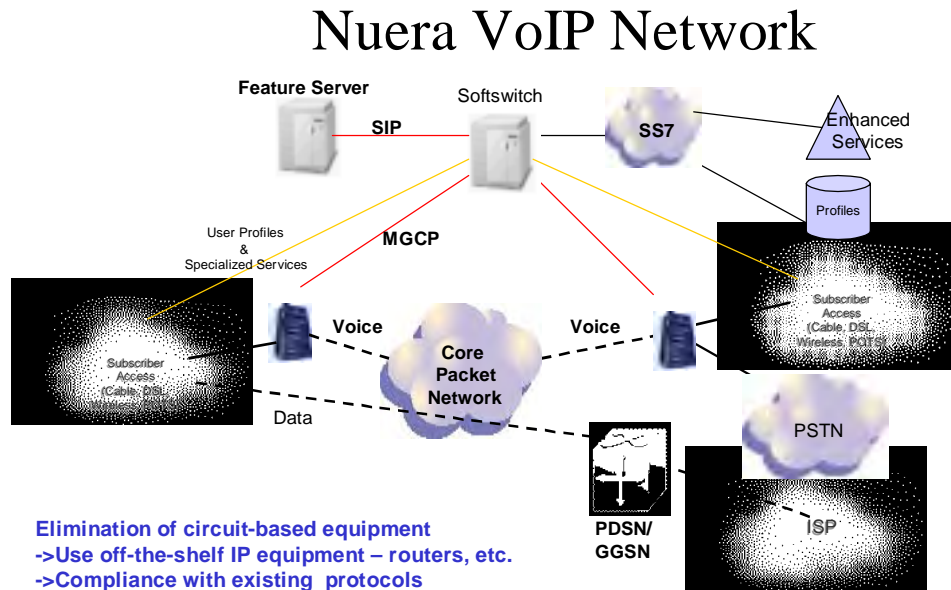 Nuera VoIP Network
Feature Server
Softswitch
SIP
SS7
Enhanced
Services
Profiles
User Profiles
&
Specialized Services
MGCP
Subscriber
Access
(Cable, DSL,
Wireless, POTS)
Voice
Voice
Core
Packet
Network
Subscriber
Access
(Cable, DSL,
Data
PSTN
PDSN/
GGSN
ISP
Elimination of circuit-based equipment
->Use off-the-shelf IP equipment – routers, etc.
->Compliance with existing protocols